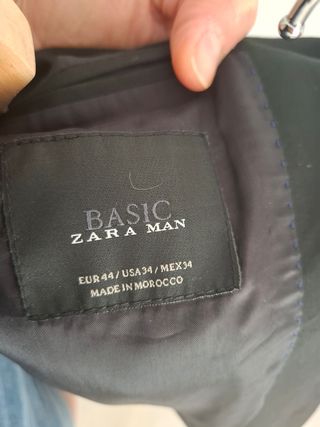 BASIC
ZARA MAN
EUR 44 / USA 34 / MEX 34
MADE IN MOROCCO